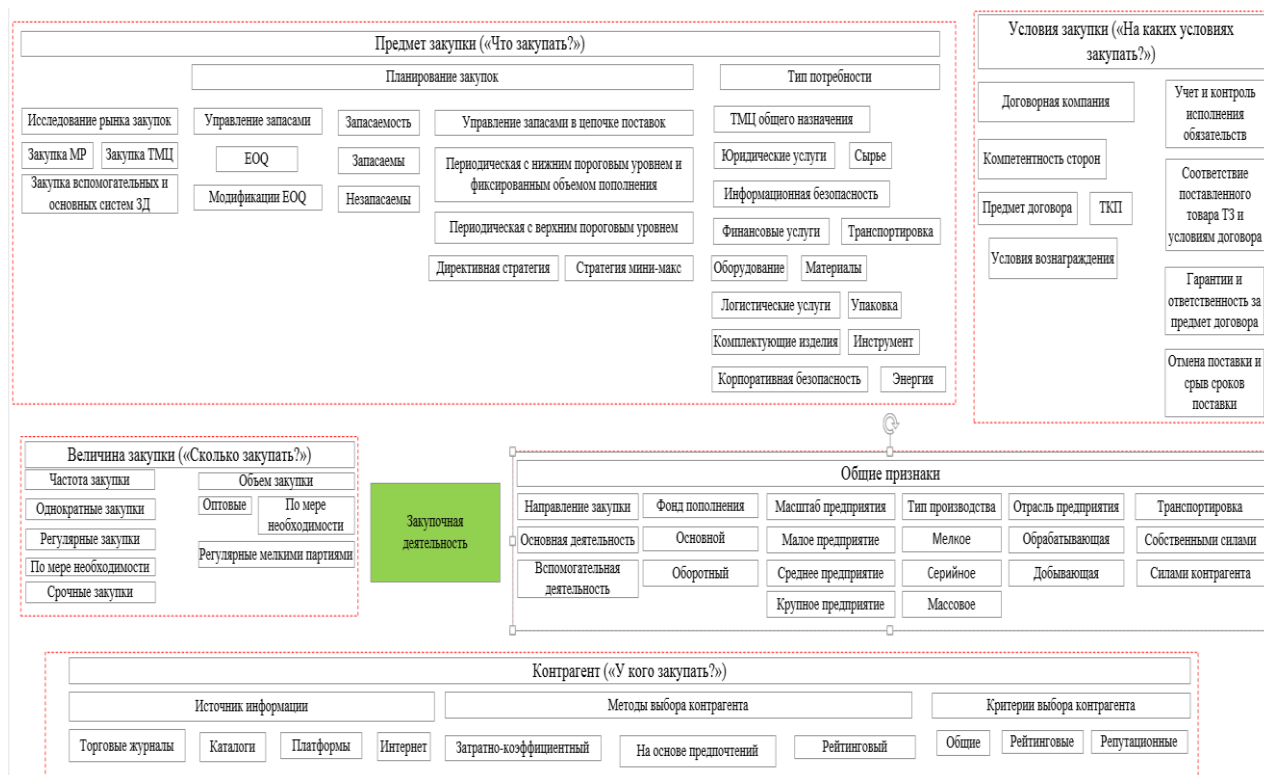 Предмет закупки («Что закупать?»)
Планирование закупок
Тип потребности
Исследование рынка закупок
Закупка МР
Закупка ТМЦ
Закупка вспомогательных и
основных систем ЗД
Управление запасами
EOQ
Модификации EOQ
Запасаемость
Запасаемы
Незапасаемы
Управление запасами в цепочке поставок
Периодическая с нижним пороговым уровнем и
фиксированным объемом пополнения
Периодическая с верхним пороговым уровнем
Директивная стратегия
Стратегия мини-макс
ТМЦ общего назначения
Юридические услуги
Сырье
Информационная безопасность
Финансовые услуги
Транспортировка
Оборудование
Материалы
Логистические услуги
Упаковка
Комплектующие изделия
Инструмент
Корпоративная безопасность
Энергия
Условия закупки («На каких условиях
закупать?»)
Договорная компания
Компетентность сторон
Предмет договора
ТКП
Условия вознаграждения
Учет и контроль
исполнения
обязательств
Соответствие
поставленного
товара ТЗ и
условиям договора
Гарантии и
ответственность за
предмет договора
Отмена поставки и
срыв сроков
поставки
Величина закупки («Сколько закупать?»)
Частота закупки
Однократные закупки
Регулярные закупки
По мере необходимости
Срочные закупки
Объем закупки
Оптовые
По мере
необходимости
Регулярные мелкими партиями
Закупочная
деятельность
Общие признаки
Направление закупки
Основная деятельность
Вспомогательная
деятельность
Фонд пополнения
Основной
Оборотный
Масштаб предприятия
Малое предприятие
Среднее предприятие
Крупное предприятие
Тип производства
Мелкое
Серийное
Массовое
Отрасль предприятия
Обрабатывающая
Добывающая
Транспортировка
Собственными силами
Силами контрагента
Контрагент («У кого закупать?»)
Источник информации
Торговые журналы
Каталоги
Платформы
Интернет
Методы выбора контрагента
Затратно-коэффициентный
На основе предпочтений
Рейтинговый
Критерии выбора контрагента
Общие
Рейтинговые
Репутационные